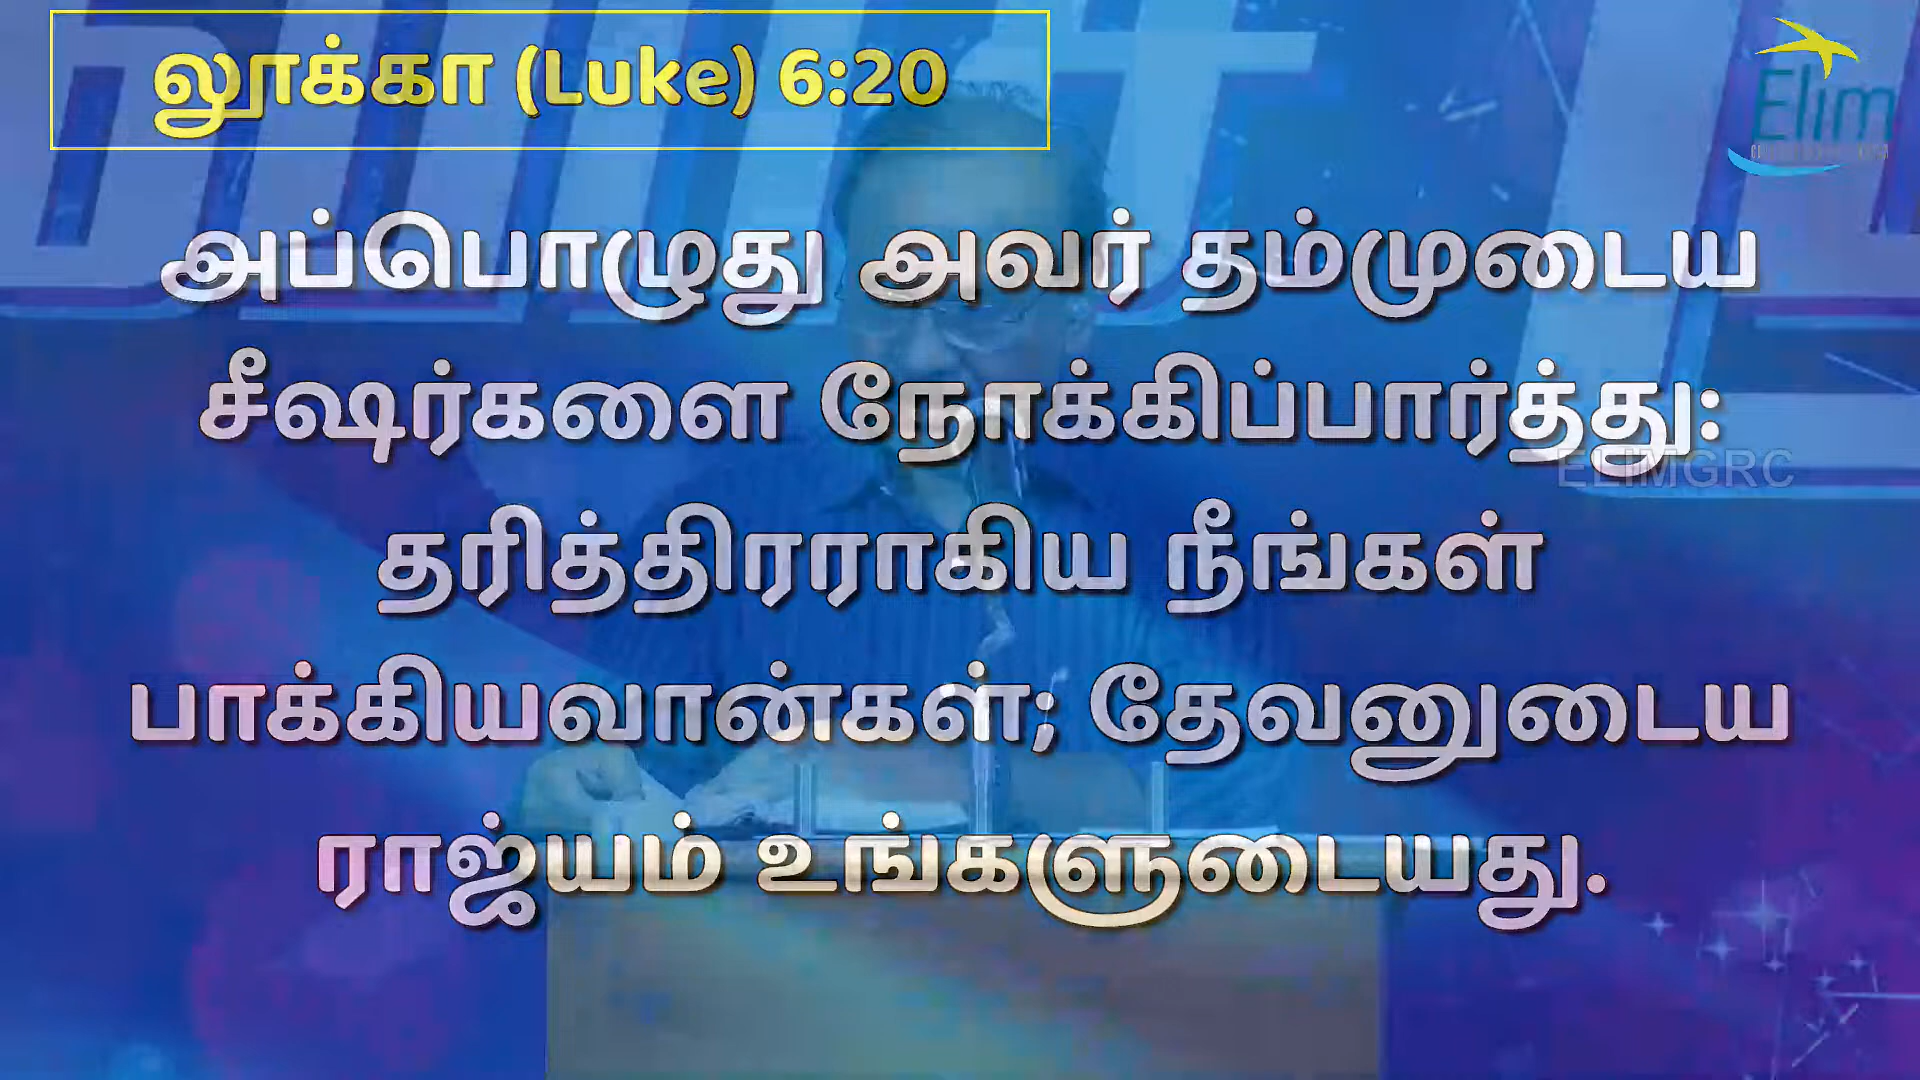 லூக்கா (Luke) 6:20
Elim
அப்பொழுது அவர் தம்முடைய
சீஷர்களை நோக்கிப்பார்த்து:
ELIMGRC
தரித்திரராகிய நீங்கள்
பாக்கியவான்கள்; தேவனுடைய
ராஜ்யம் உங்களுடையது.